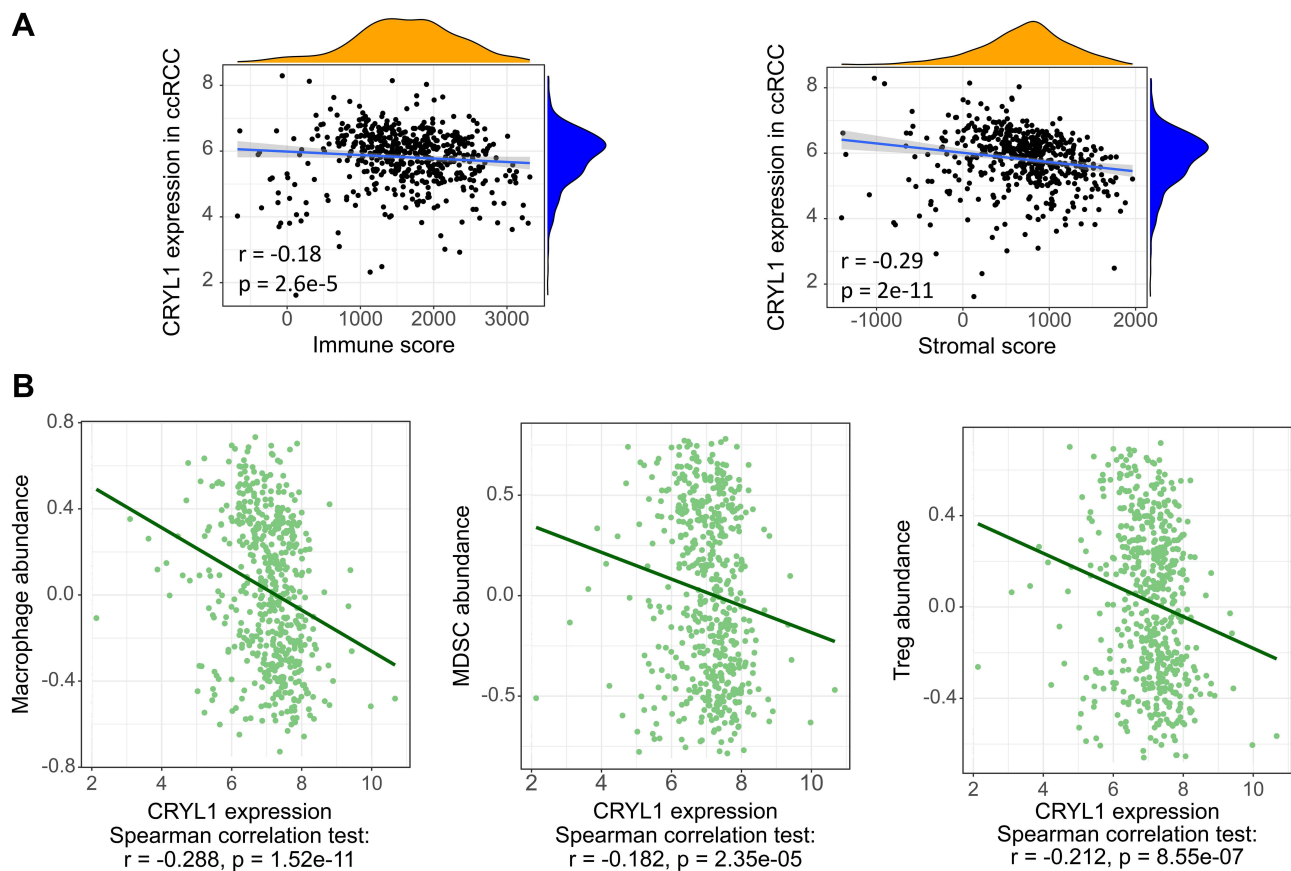 A
CRYL1 expression in ccRCC
8
6
4
2
r = -0.18
p = 2.6e-5
0 1000 2000 3000
Immune score
CRYL1 expression in ccRCC
8
6
4
2
r = -0.29
p = 2e-11
-1000 0 1000 2000
Stromal score
B
Macrophage abundance
0.8
0.4
0.0
-0.4
-0.8
2 4 6 8 10
CRYL1 expression
Spearman correlation test:
r = -0.288, p = 1.52e-11
MDSC abundance
0.5
0.0
-0.5
2 4 6 8 10
CRYL1 expression
Spearman correlation test:
r = -0.182, p = 2.35e-05
Treg abundance
0.4
0.0
-0.4
2 4 6 8 10
CRYL1 expression
Spearman correlation test:
r = -0.212, p = 8.55e-07